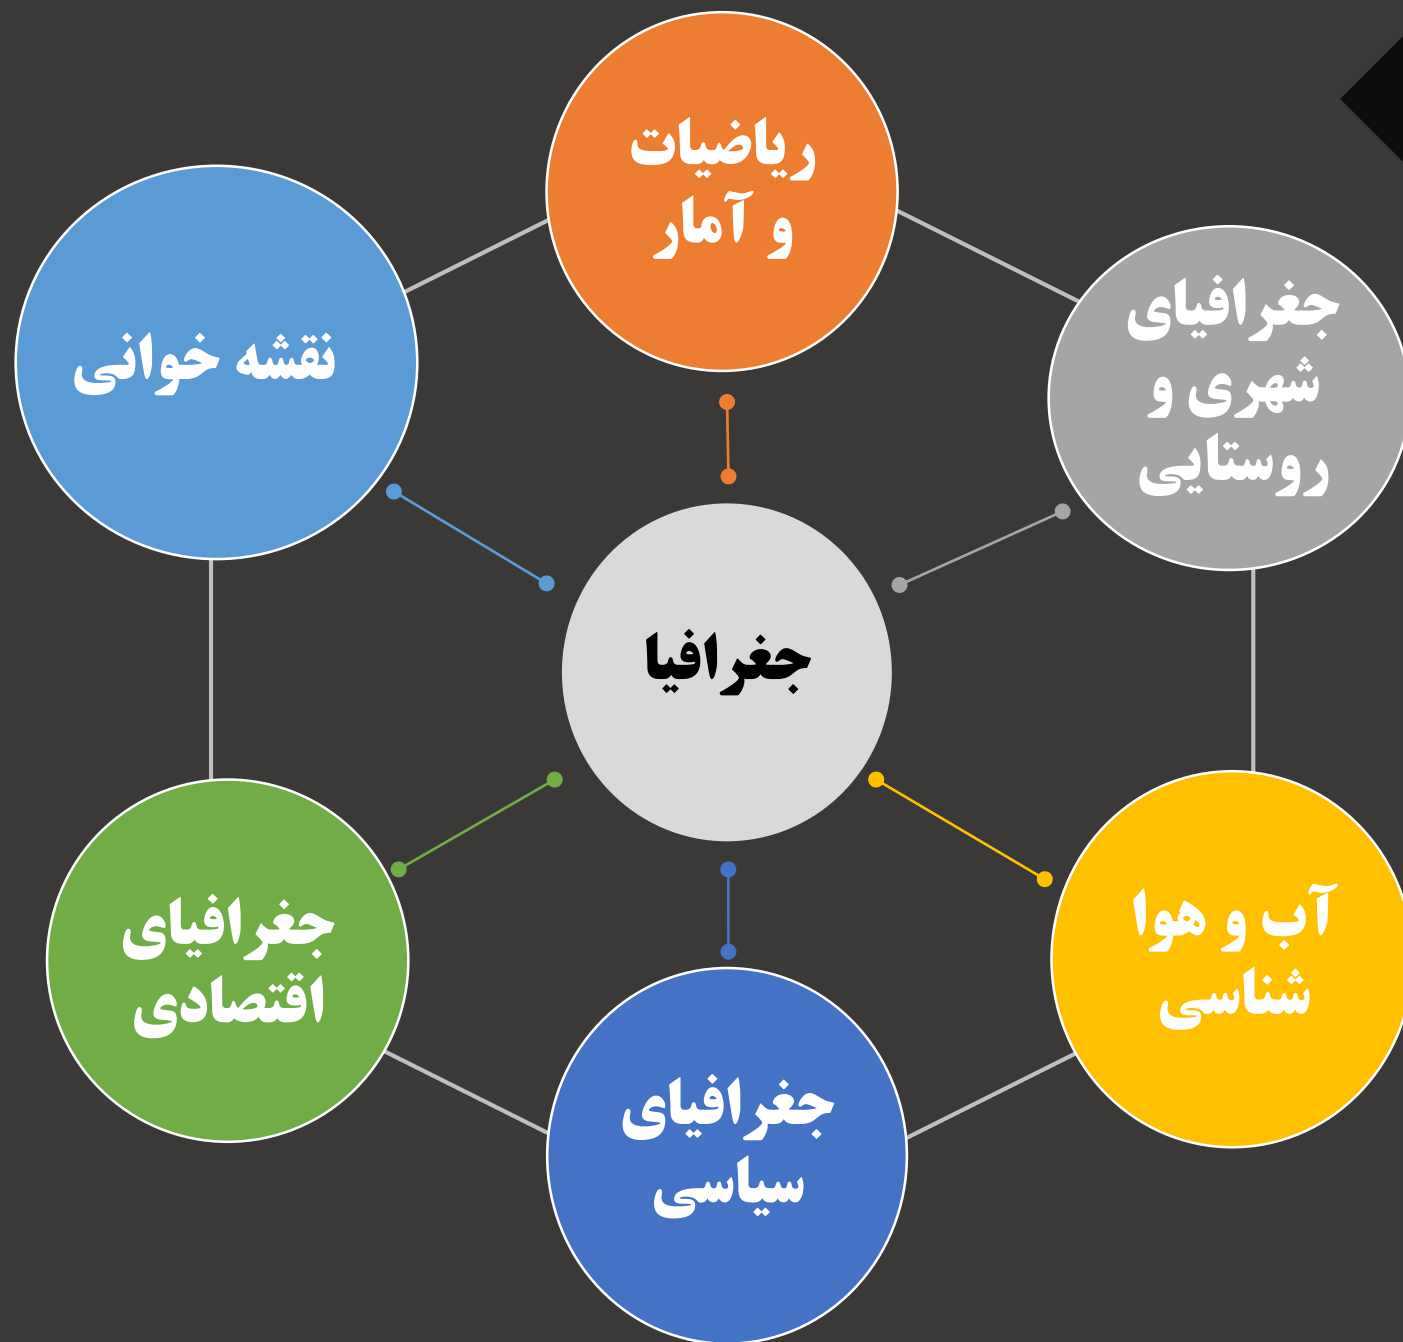 ریاضیات
و آمار
جغرافیای
شهری و
روستایی
نقشه خوانی
جغرافیا
آب و هوا
شناسی
جغرافیای
اقتصادی
جغرافیای
سیاسی